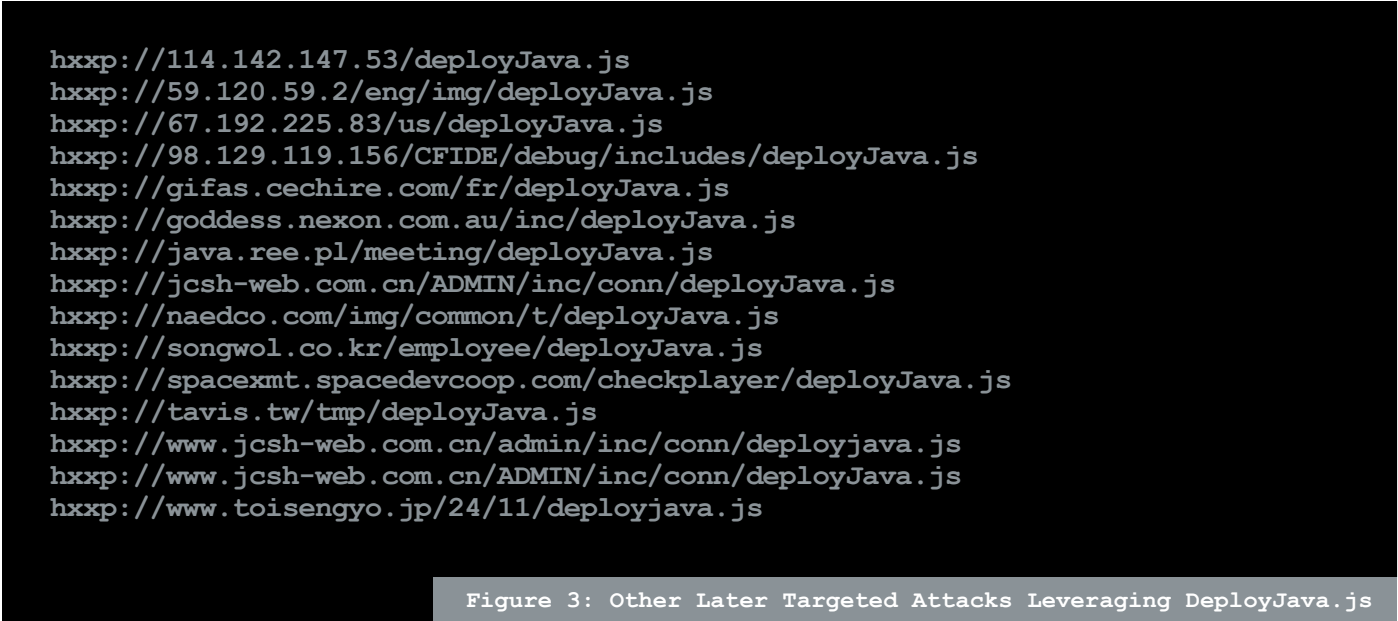 hxxp://114.142.147.53/deployJava.js
hxxp://59.120.59.2/eng/img/deployJava.js
hxxp://67.192.225.83/us/deployJava.js
hxxp://98.129.119.156/CFIDE/debug/includes/deployJava.js
hxxp://gifas.cechire.com/fr/deployJava.js
hxxp://goddess.nexon.com.au/inc/deployJava.js
hxxp://java.ree.pl/meeting/deployJava.js
hxxp://jcsh-web.com.cn/ADMIN/inc/conn/deployJava.js
hxxp://naedco.com/img/common/t/deployJava.js
hxxp://songwol.co.kr/employee/deployJava.js
hxxp://spacexmt.spacedevcoop.com/checkplayer/deployJava.js
hxxp://tavis.tw/tmp/deployJava.js
hxxp://www.jcsh-web.com.cn/admin/inc/conn/deployjava.js
hxxp://www.jcsh-web.com.cn/ADMIN/inc/conn/deployJava.js
hxxp://www.toisengyo.jp/24/11/deployjava.js
Figure 3: Other Later Targeted Attacks Leveraging DeployJava.js